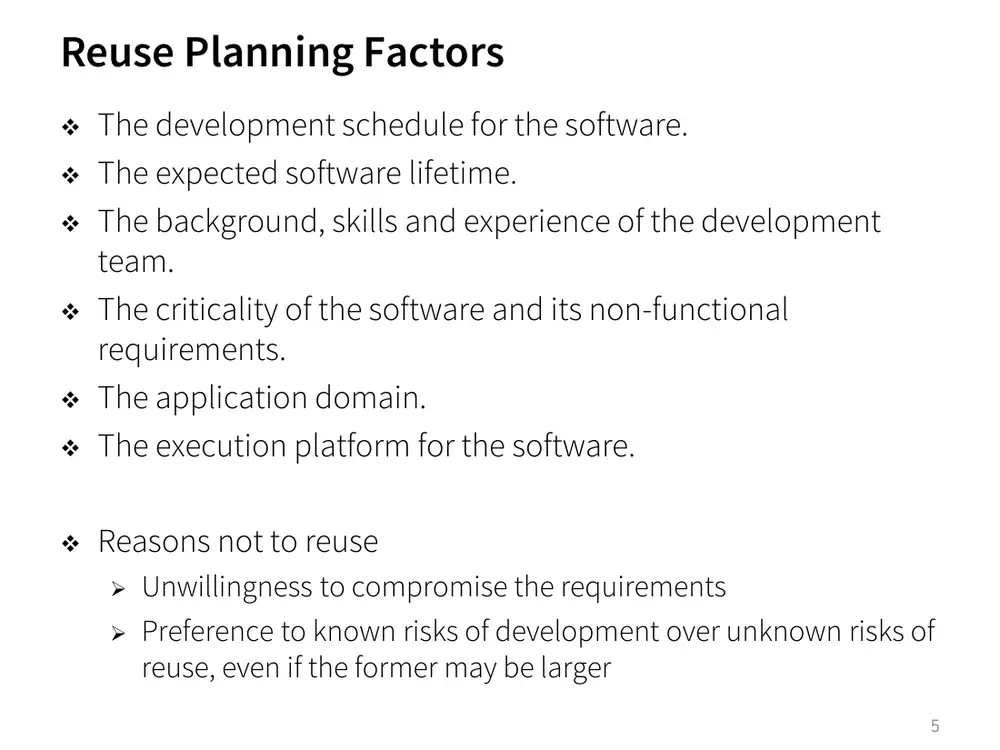 Reuse Planning Factors
❖ The development schedule for the software.
❖ The expected software lifetime.
❖ The background, skills and experience of the development
team.
❖ The criticality of the software and its non-functional
requirements.
❖ The application domain.
❖ The execution platform for the software.
❖ Reasons not to reuse
➢ Unwillingness to compromise the requirements
➢ Preference to known risks of development over unknown risks of
reuse, even if the former may be larger
5